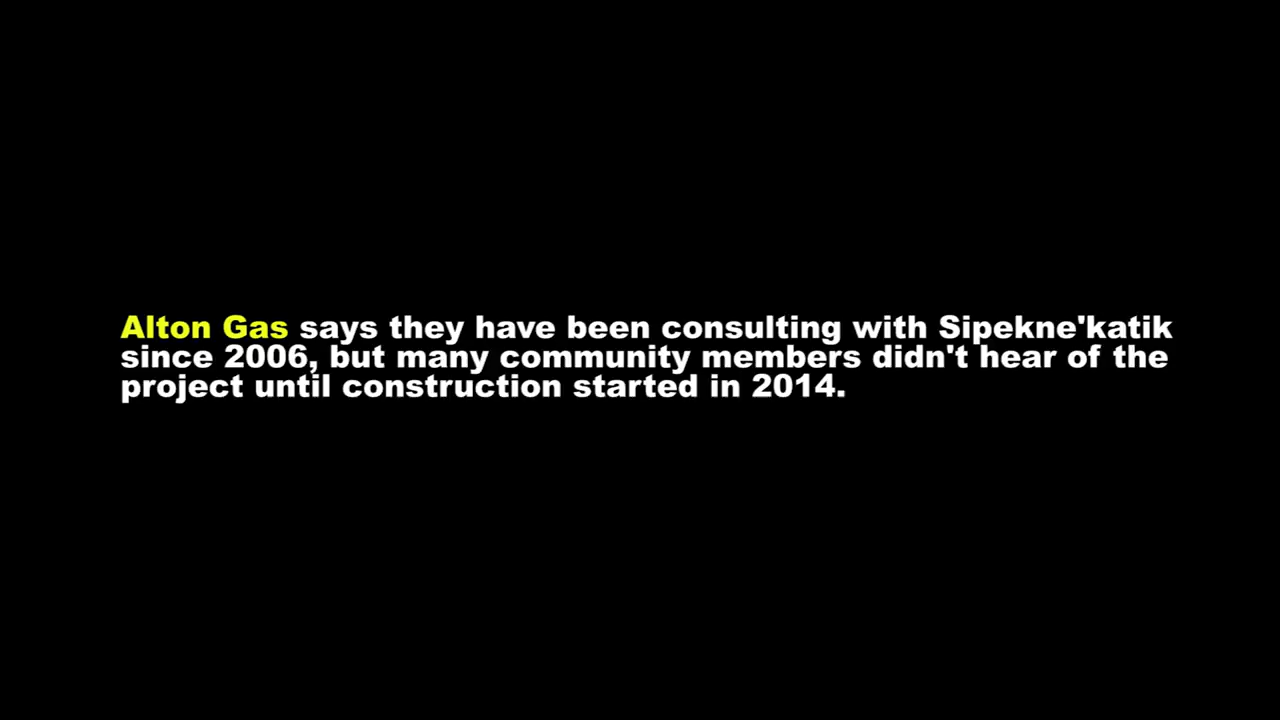 Alton Gas says they have been consulting with Sipekne'katik
since 2006, but many community members didn't hear of the
project until construction started in 2014.